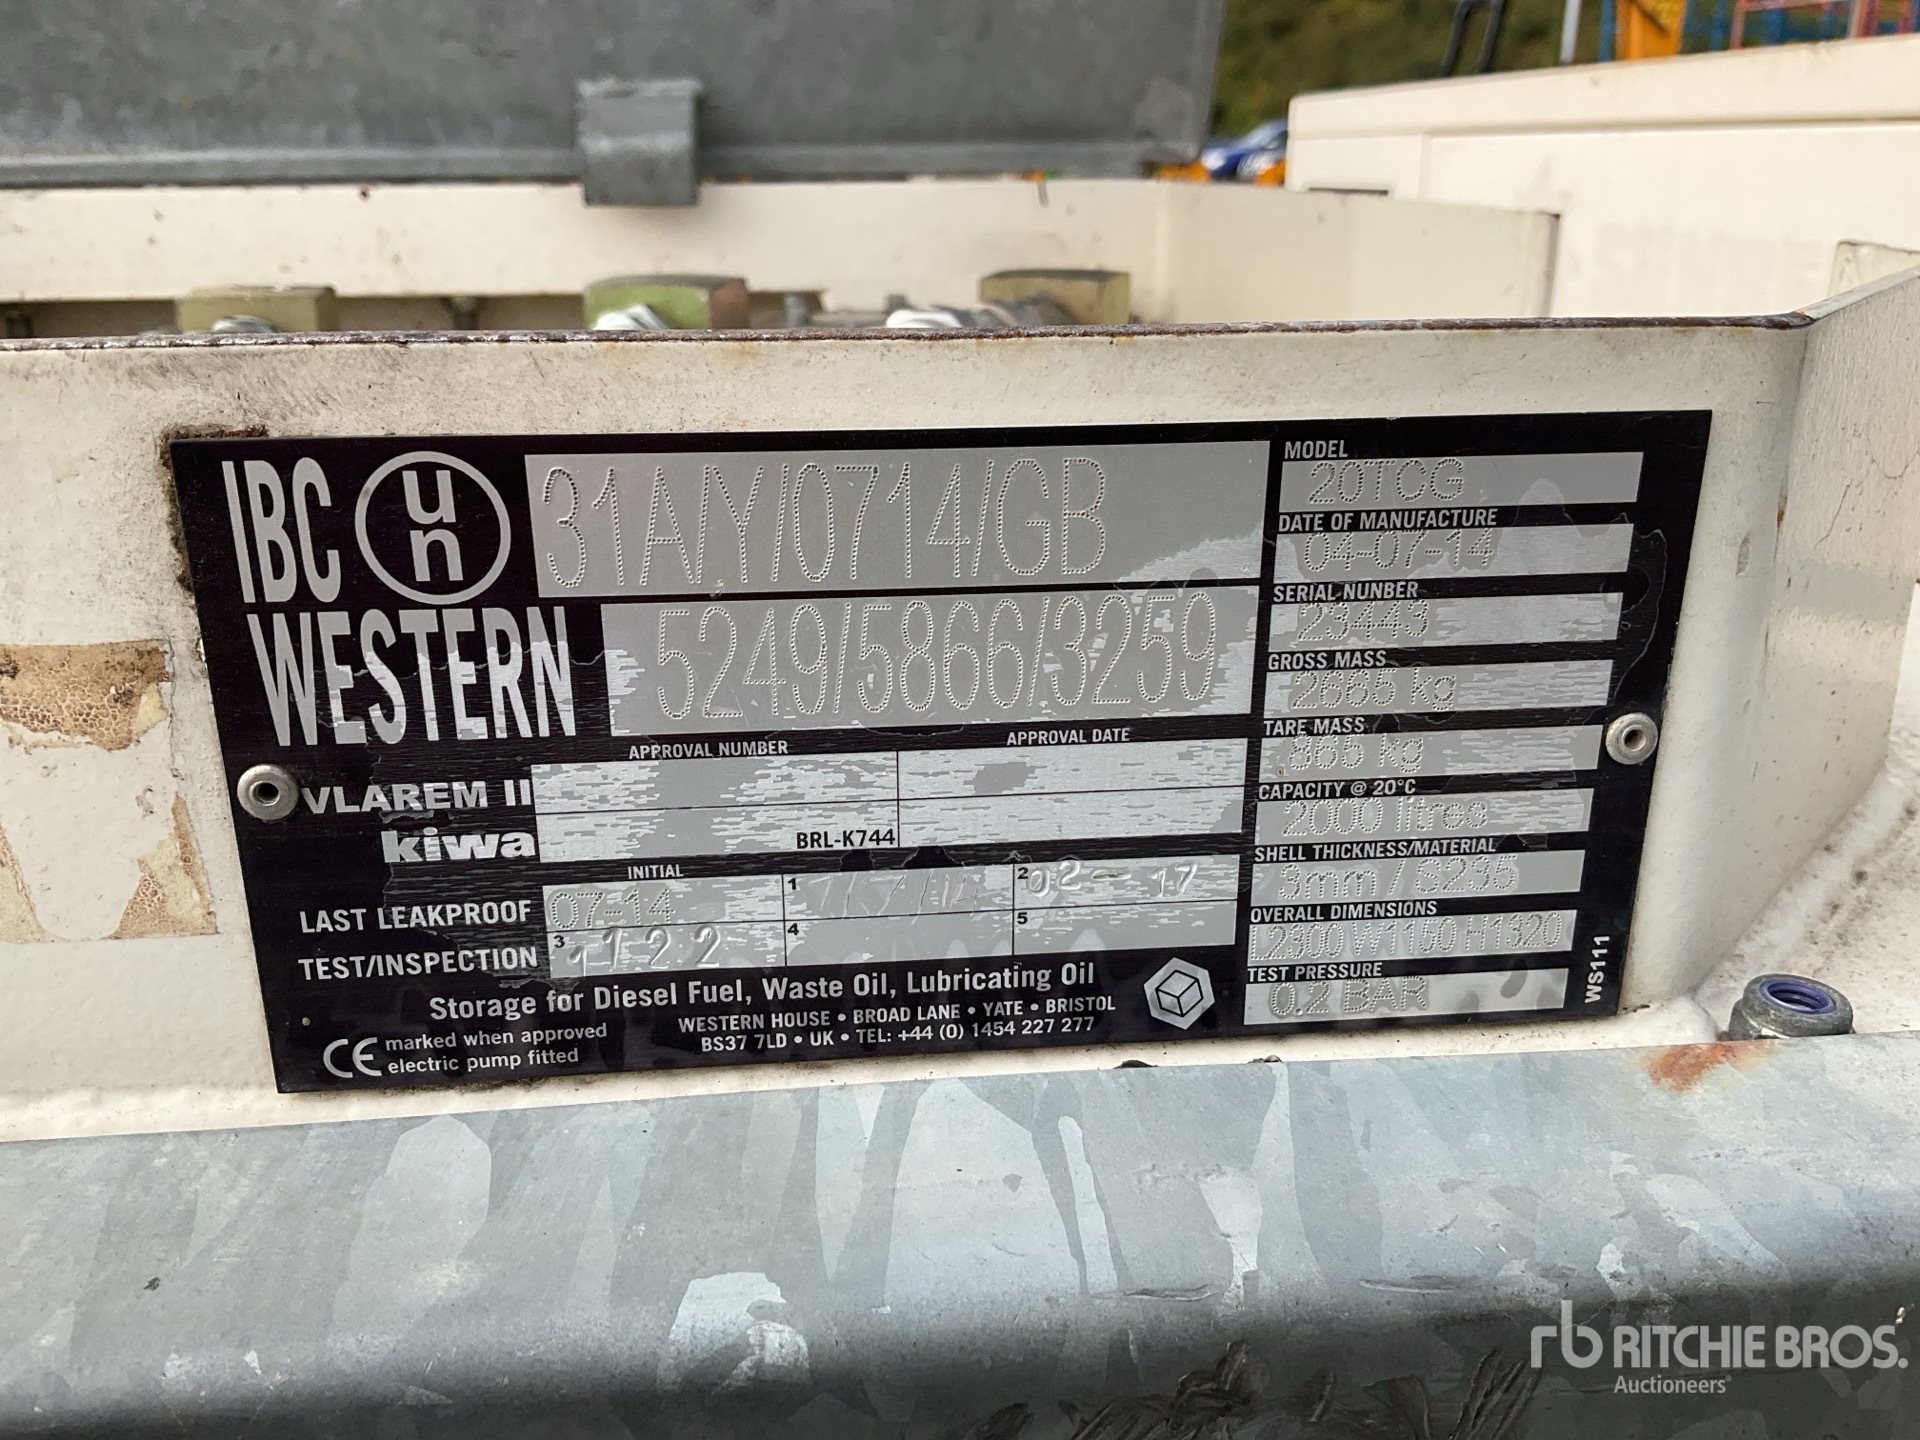 IBC un 31A/Y/0714/GB
WESTERN 5249/5866/3259
APPROVAL NUMBER APPROVAL DATE
VLAREM II
kiwa BRL-K744
INITIAL
LAST LEAKPROOF 07-14 1 2 02-17
TEST/INSPECTION 3 4 5
Storage for Diesel Fuel, Waste Oil, Lubricating Oil
CE marked when approved
electric pump fitted
WESTERN HOUSE • BROAD LANE • YATE • BRISTOL
BS37 7LD • UK • TEL: +44 (0) 1454 227 277
MODEL
20TCG
DATE OF MANUFACTURE
04-07-14
SERIAL NUNBER
23443
GROSS MASS
2665 kg
TARE MASS
865 kg
CAPACITY @ 20°C
2000 litres
SHELL THICKNESS/MATERIAL
3mm / S235
OVERALL DIMENSIONS
L2300 W1150 H1320
TEST PRESSURE
0.2 BAR
WS111
rb RITCHIE BROS.
Auctioneers